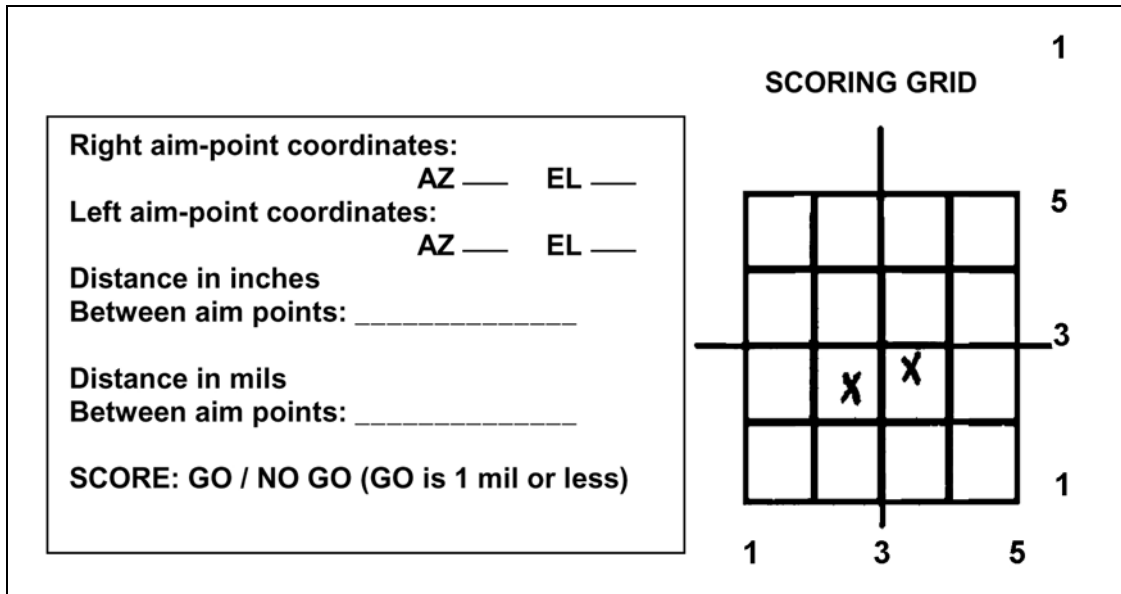 1
SCORING GRID
Right aim-point coordinates:
AZ ___ EL ___
Left aim-point coordinates:
AZ ___ EL ___
Distance in inches
Between aim points: ______________
Distance in mils
Between aim points: ______________
SCORE: GO / NO GO (GO is 1 mil or less)
5
3
1
1 3 5
X X